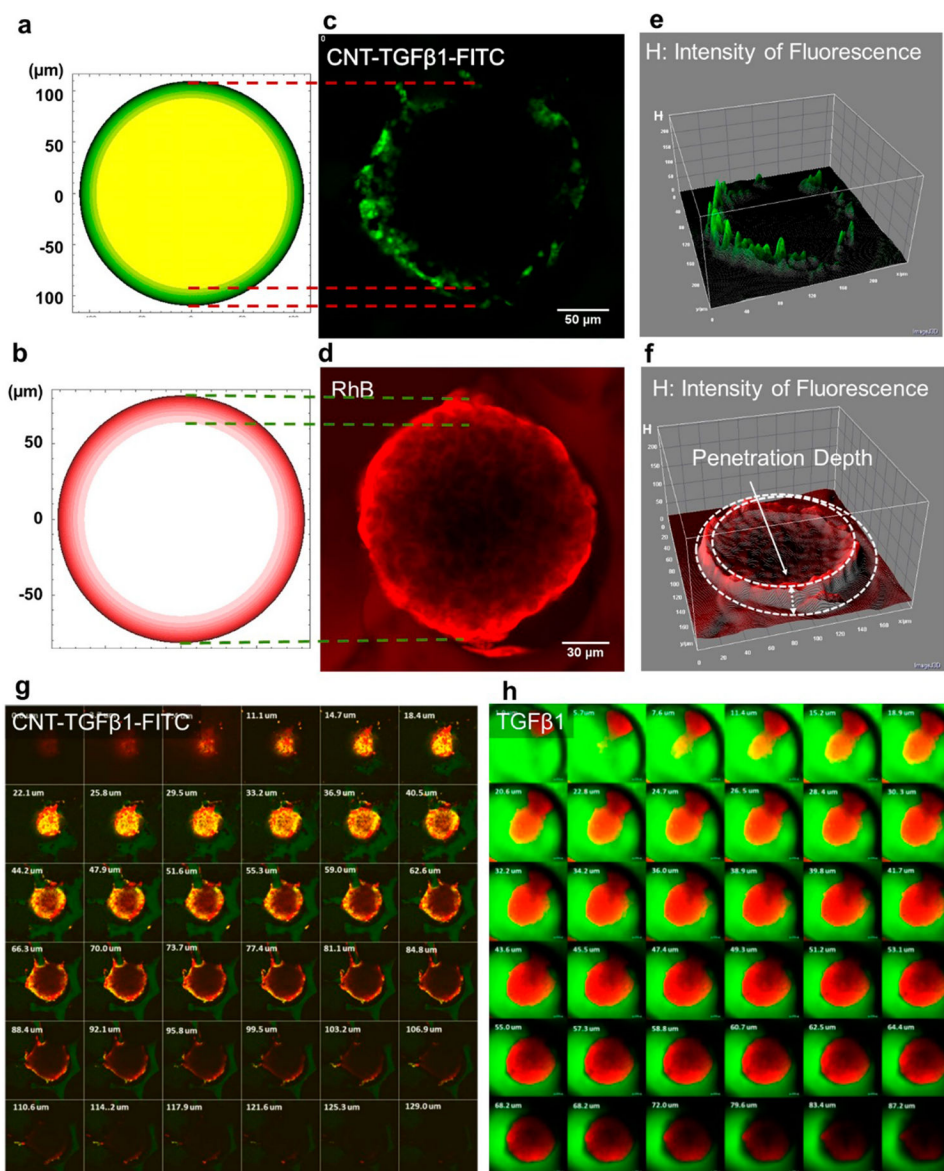 a
(µm)
100
50
0
-50
100
c
0
CNT-TGFβ1-FITC
50 µm
e
H: Intensity of Fluorescence
H
b
(µm)
50
0
-50
d
RhB
30 µm
f
H: Intensity of Fluorescence
H
Penetration Depth
g
CNT-TGFβ1-FITC
11.1 um 14.7 um 18.4 um
22.1 um 25.8 um 29.5 um 33.2 um 36.9 um 40.5 um
44.2 um 47.9 um 51.6 um 55.3 um 59.0 um 62.6 um
66.3 um 70.0 um 73.7 um 77.4 um 81.1 um 84.8 um
88.4 um 92.1 um 95.8 um 99.5 um 103.2 um 106.9 um
110.6 um 114..2 um 117.9 um 121.6 um 125.3 um 129.0 um
h
TGFβ1
5.7 um 7.6 um 11.4 um 15.2 um 18.9 um
20.6 um 22.8 um 24.7 um 26.5 um 28.4 um 30.3 um
32.2 um 34.2 um 36.0 um 38.9 um 39.8 um 41.7 um
43.6 um 45.5 um 47.4 um 49.3 um 51.2 um 53.1 um
55.0 um 57.3 um 58.8 um 60.7 um 62.5 um 64.4 um
68.2 um 68.2 um 72.0 um 79.6 um 83.4 um 87.2 um